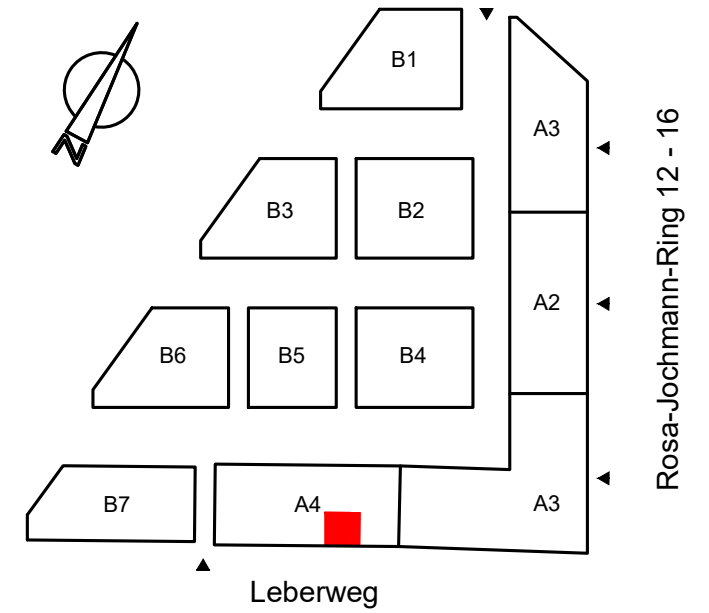 B1
A3
B3
B2
A2
B6
B5
B4
B7
A4
A3
N
Rosa-Jochmann-Ring 12 - 16
Leberweg